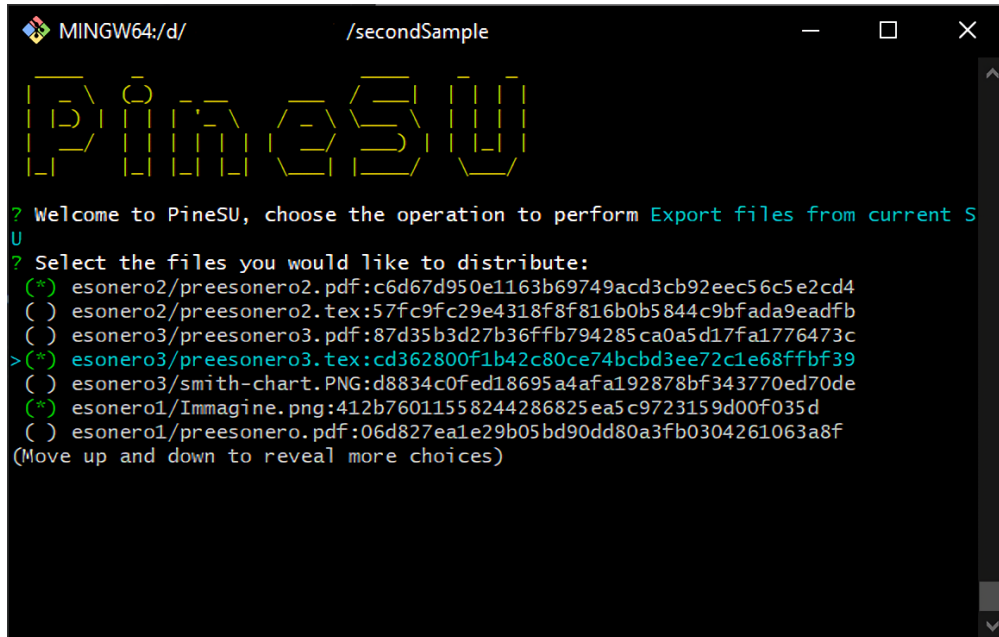 MINGW64:/d/ /secondSample
PineSU
? Welcome to PineSU, choose the operation to perform Export files from current S
U
? Select the files you would like to distribute:
(*) esonero2/preesonero2.pdf:c6d67d950e1163b69749acd3cb92eec56c5e2cd4
( ) esonero2/preesonero2.tex:57fc9fc29e4318f8f816b0b5844c9bfada9eadfb
( ) esonero3/preesonero3.pdf:87d35b3d27b36ffb794285ca0a5d17fa1776473c
>(*) esonero3/preesonero3.tex:cd362800f1b42c80ce74bcbd3ee72c1e68ffbf39
( ) esonero3/smith-chart.PNG:d8834c0fed18695a4afa192878bf343770ed70de
(*) esonero1/Immagine.png:412b76011558244286825ea5c9723159d00f035d
( ) esonero1/preesonero.pdf:06d827ea1e29b05bd90dd80a3fb0304261063a8f
(Move up and down to reveal more choices)